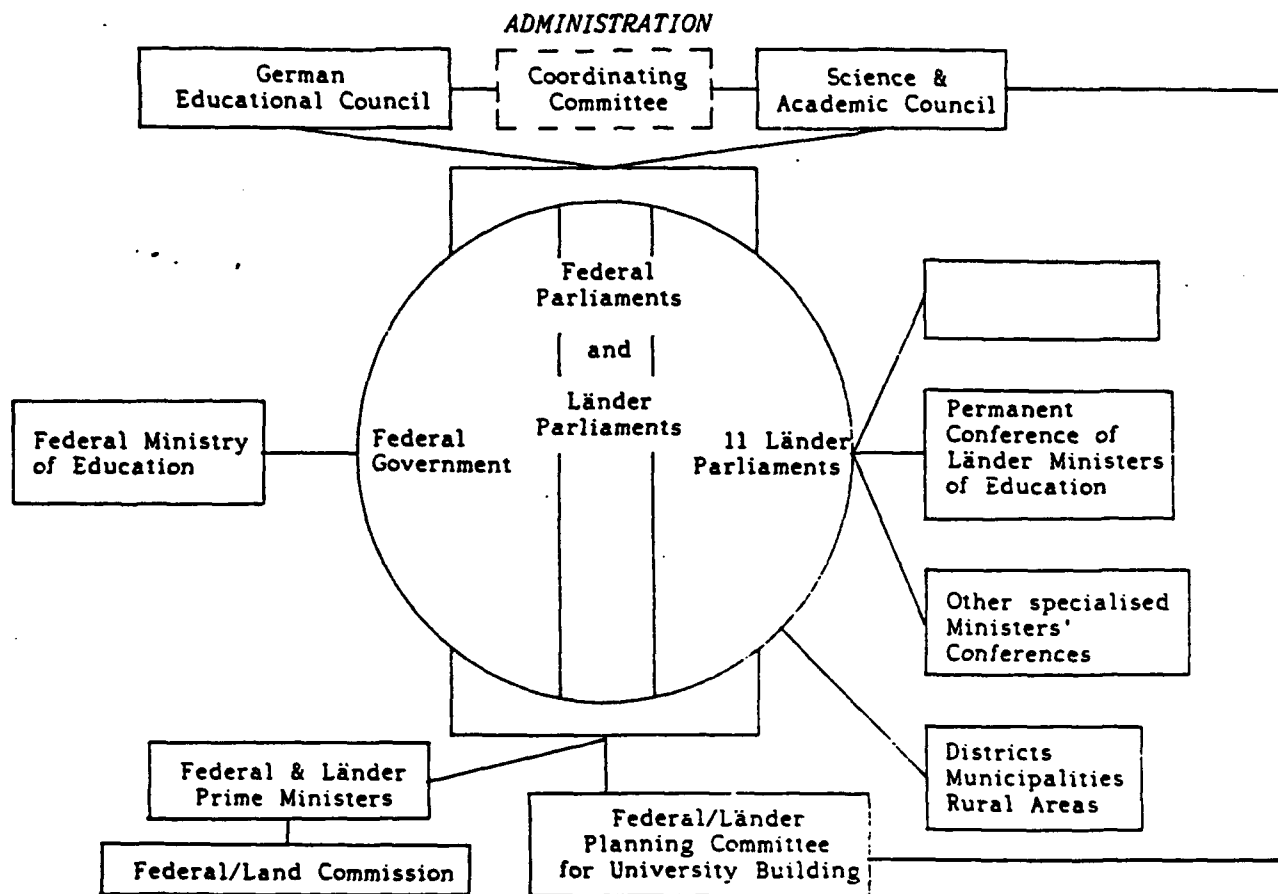 ADMINISTRATION
German
Educational Council
Coordinating
Committee
Science &
Academic Council
Federal
Parliaments
and
Länder
Parliaments
Federal Ministry
of Education
Federal
Government
11 Länder
Parliaments
Permanent
Conference of
Länder Ministers
of Education
Other specialised
Ministers'
Conferences
Districts
Municipalities
Rural Areas
Federal & Länder
Prime Ministers
Federal/Land Commission
Federal/Länder
Planning Committee
for University Building